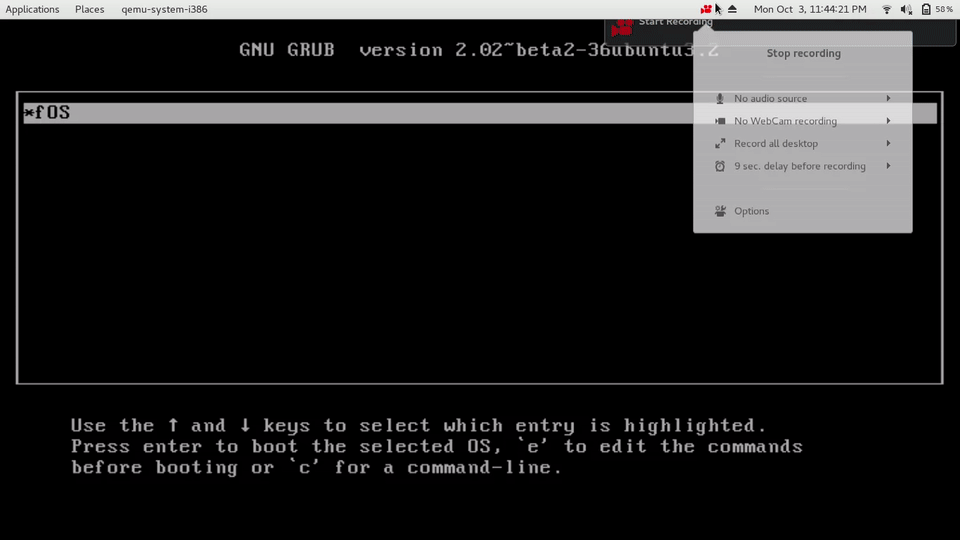 Applications Places qemu-system-i386 Mon Oct 3, 11:44:21 PM 58%
Start Recording
GNU GRUB version 2.02~beta2-36ubuntu3.2
Stop recording
*fOS
No audio source
No WebCam recording
Record all desktop
9 sec. delay before recording
Options
Use the ↑ and ↓ keys to select which entry is highlighted.
Press enter to boot the selected OS, `e' to edit the commands
before booting or `c' for a command-line.